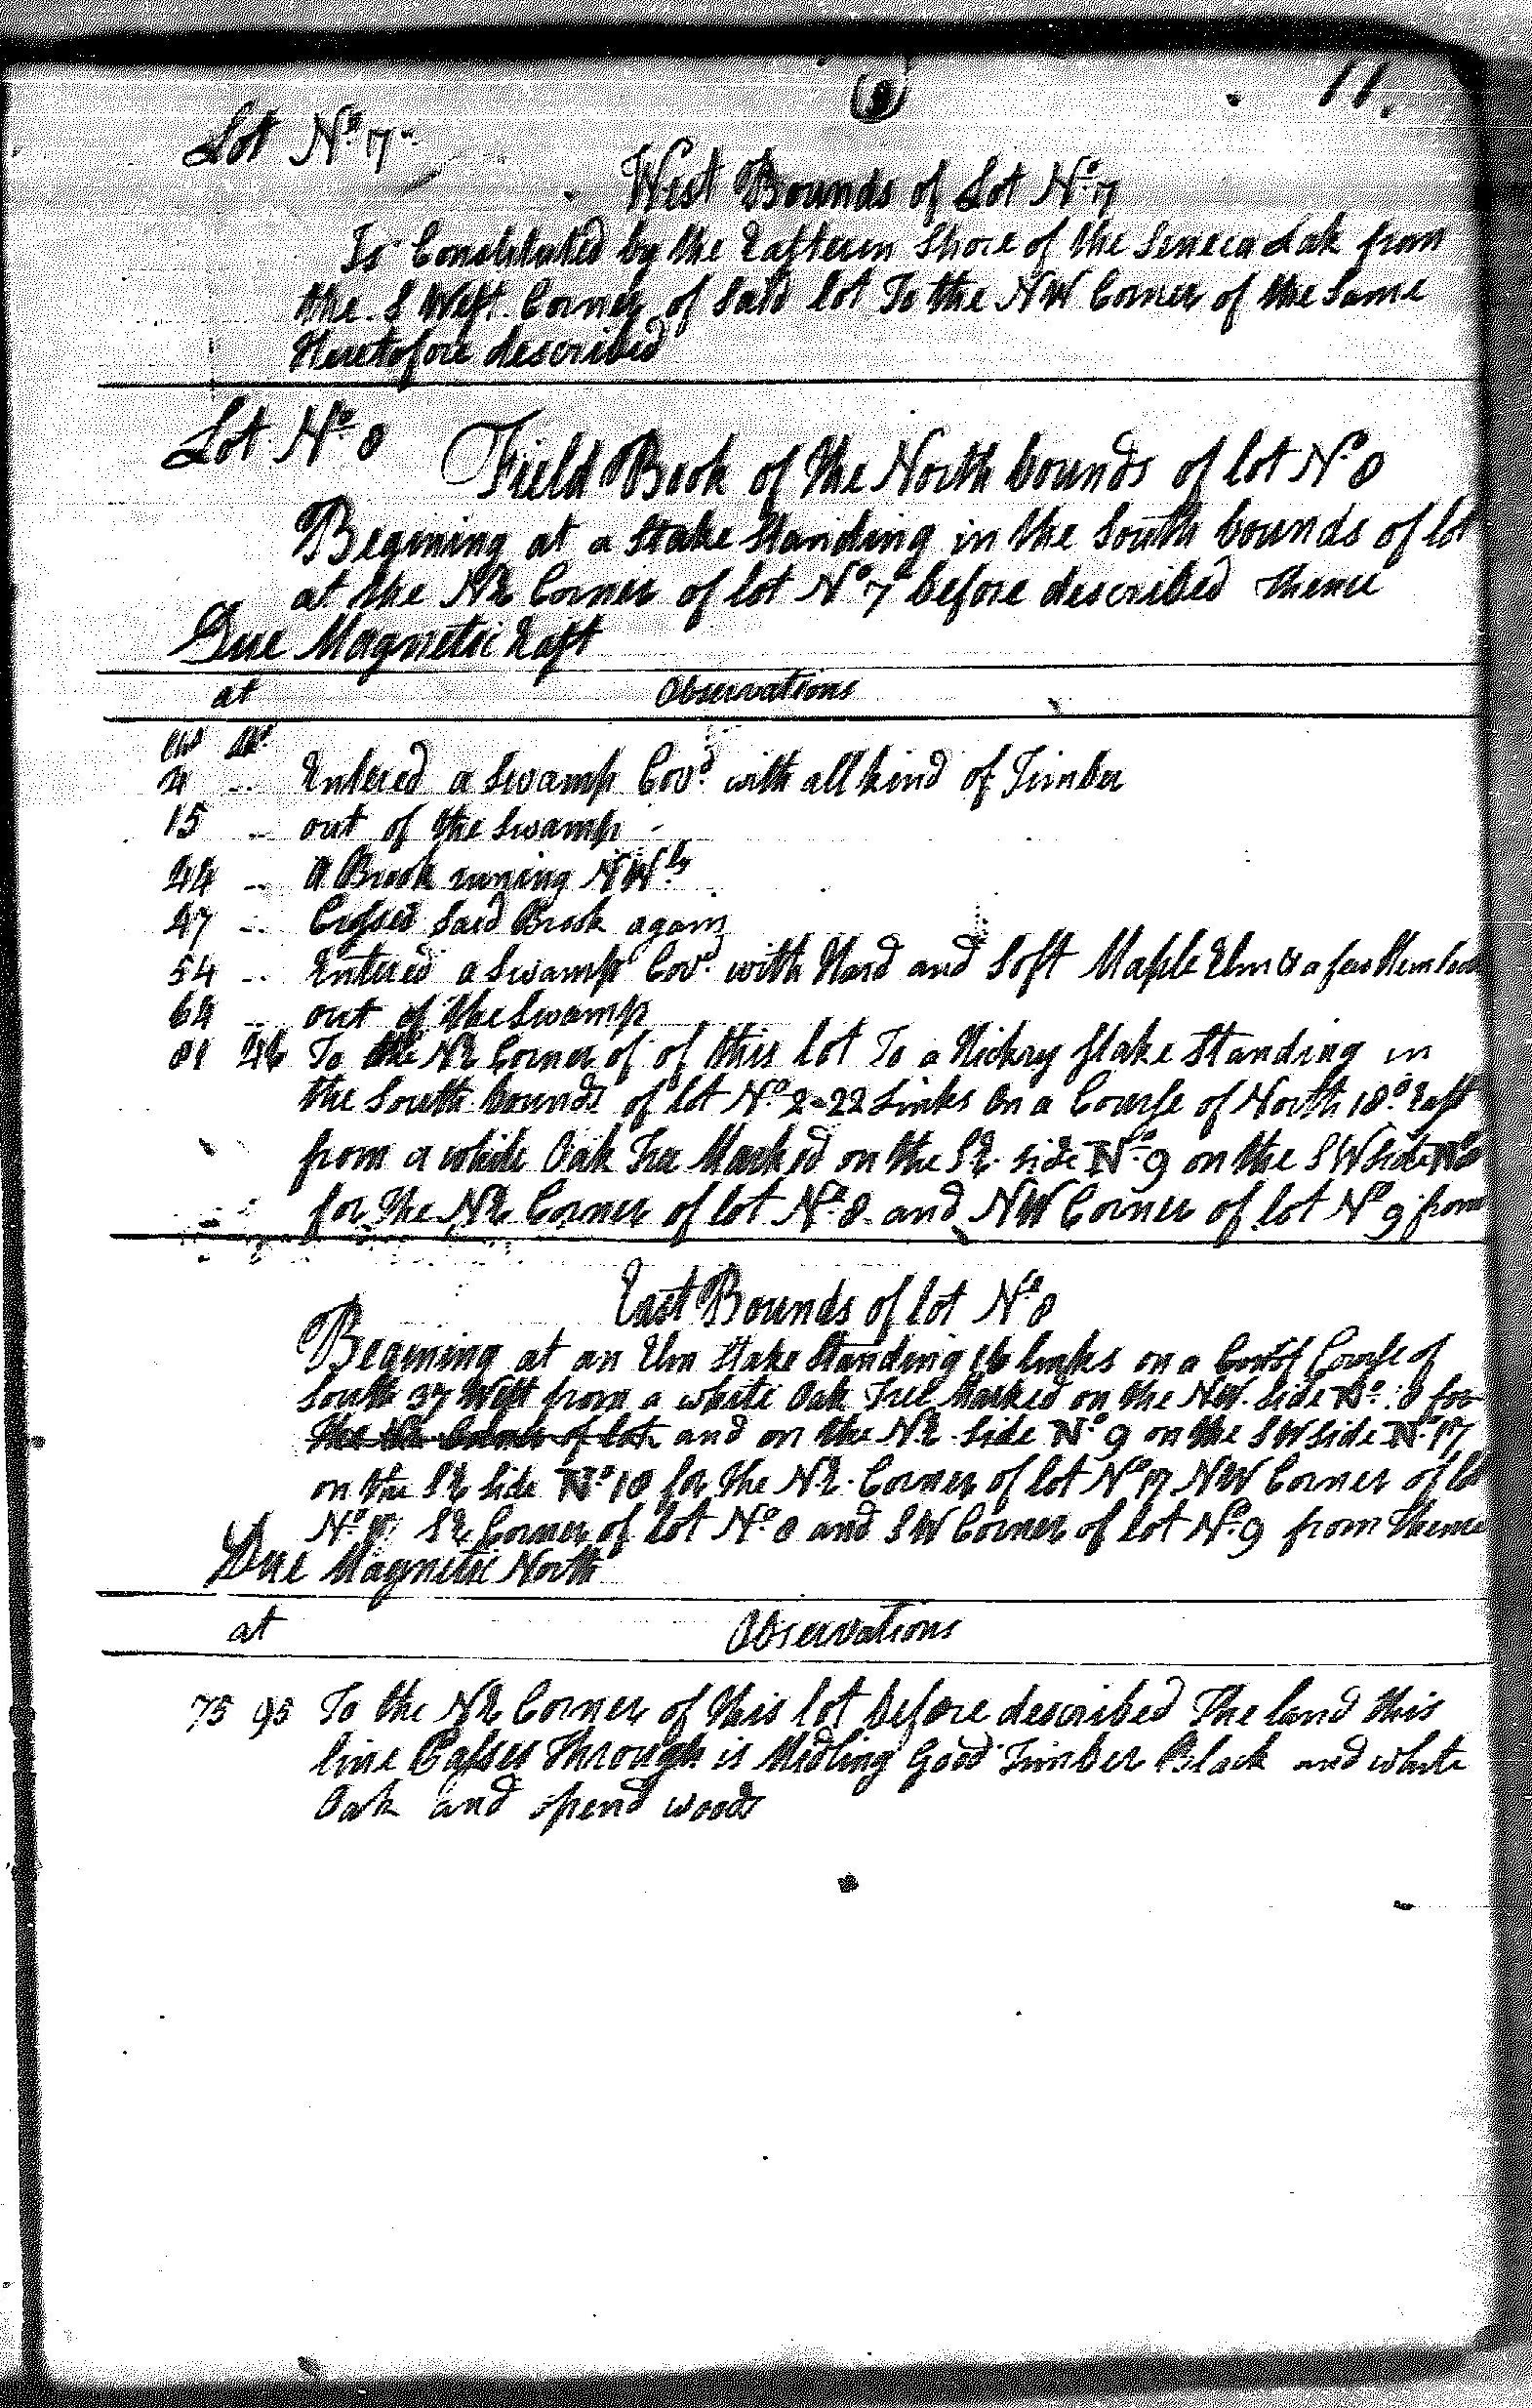 11.
Lot No 7
West Bounds of Lot No 7
Is Constituted by the Eastern Shore of the Seneca Lak from
the S West Corner of said lot To the NW Corner of the Same
Heretofore described
Lot No 8
Field Book of the North bounds of lot No 8
Begining at a Stake Standing in the South bounds of lot
at the NE Corner of lot No 7 before described thence
Due Magnetic East
at Observations
Ch Lk
4 .. Entered a Swamp Covd with all kind of Timber
15 .. out of the Swamp
44 .. A Brook runing NWly
47 .. Crossed said Brook again
54 .. Entered a Swamp Covd with Hard and Soft Maple Elm & a few Hemlock
64 .. out of the Swamp
81 46 To the NE Corner of of this lot To a Hickry stake Standing in
the South bounds of lot No 2 - 22 Links on a Course of North 18° East
from a white Oak Tree Marked on the SE side No 9 on the SW side No 8
for the NE Corner of lot No 8 and NW Corner of lot No 9 from
East Bounds of lot No 8
Begining at an Elm Stake Standing 16 links on a Course of
South 37 West from a white Oak Tree Marked on the NW side No 8 for
the NE Corner of lot and on the NE side No 9 on the SW side No 17
on the SE side No 18 for the NE Corner of lot No 17 NW Corner of lot
No 18 SE Corner of lot No 8 and SW Corner of lot No 9 from thence
Due Magnetic North
at Observations
75 95 To the NE Corner of this lot before described The land this
line Passes through is Midling Good Timber Black and white
Oak and open woods